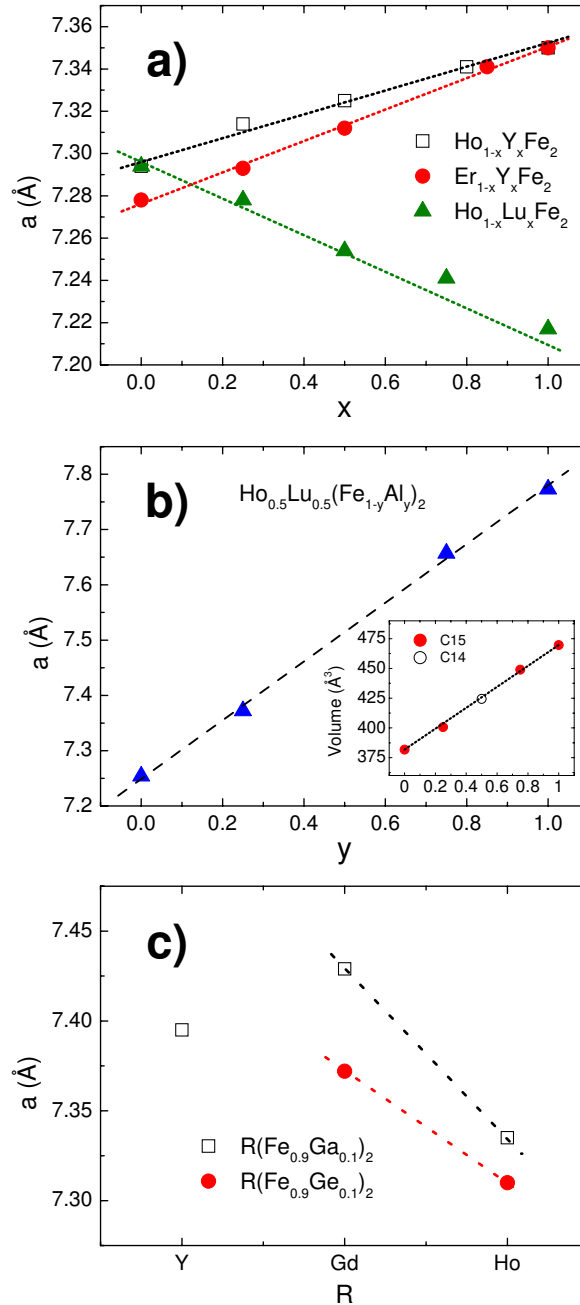 7.36
a)
7.34
7.32
7.30
7.28
7.26
7.24
7.22
7.20
a (Å)
Ho1-xYxFe2
Er1-xYxFe2
Ho1-xLuxFe2
0.0 0.2 0.4 0.6 0.8 1.0
x
7.8
b)
Ho0.5Lu0.5(Fe1-yAly)2
7.7
7.6
7.5
7.4
7.3
7.2
a (Å)
C15
C14
475
450
425
400
375
Volume (Å3)
0 0.2 0.4 0.6 0.8 1
0.0 0.2 0.4 0.6 0.8 1.0
y
c)
7.45
7.40
7.35
7.30
a (Å)
R(Fe0.9Ga0.1)2
R(Fe0.9Ge0.1)2
Y Gd Ho
R